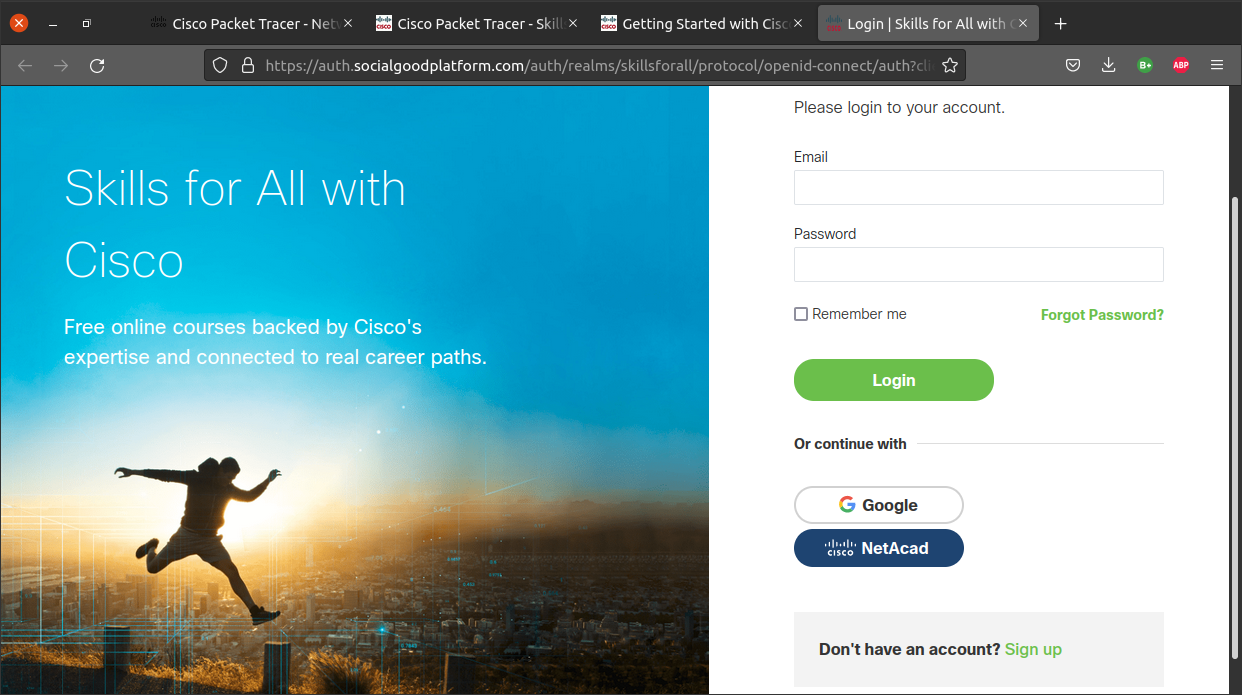 Cisco Packet Tracer - Net
Cisco Packet Tracer - Skill
Getting Started with Cisc
Login | Skills for All with C
https://auth.socialgoodplatform.com/auth/realms/skillsforall/protocol/openid-connect/auth?cli
B+
ABP
Skills for All with
Cisco
Free online courses backed by Cisco's
expertise and connected to real career paths.
Please login to your account.
Email
Password
Remember me
Forgot Password?
Login
Or continue with
Google
CISCO NetAcad
Don't have an account? Sign up